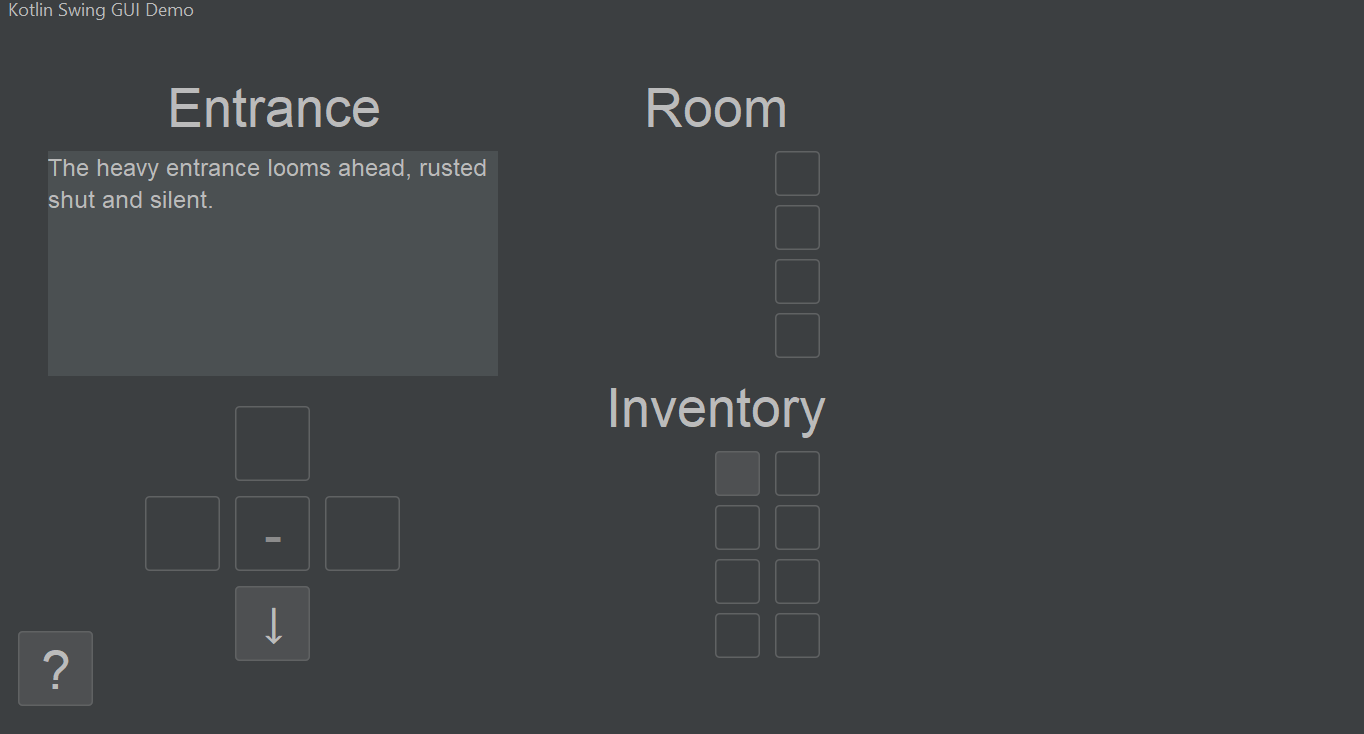 Kotlin Swing GUI Demo
Entrance
Room
The heavy entrance looms ahead, rusted
shut and silent.
Inventory
-
↓
?